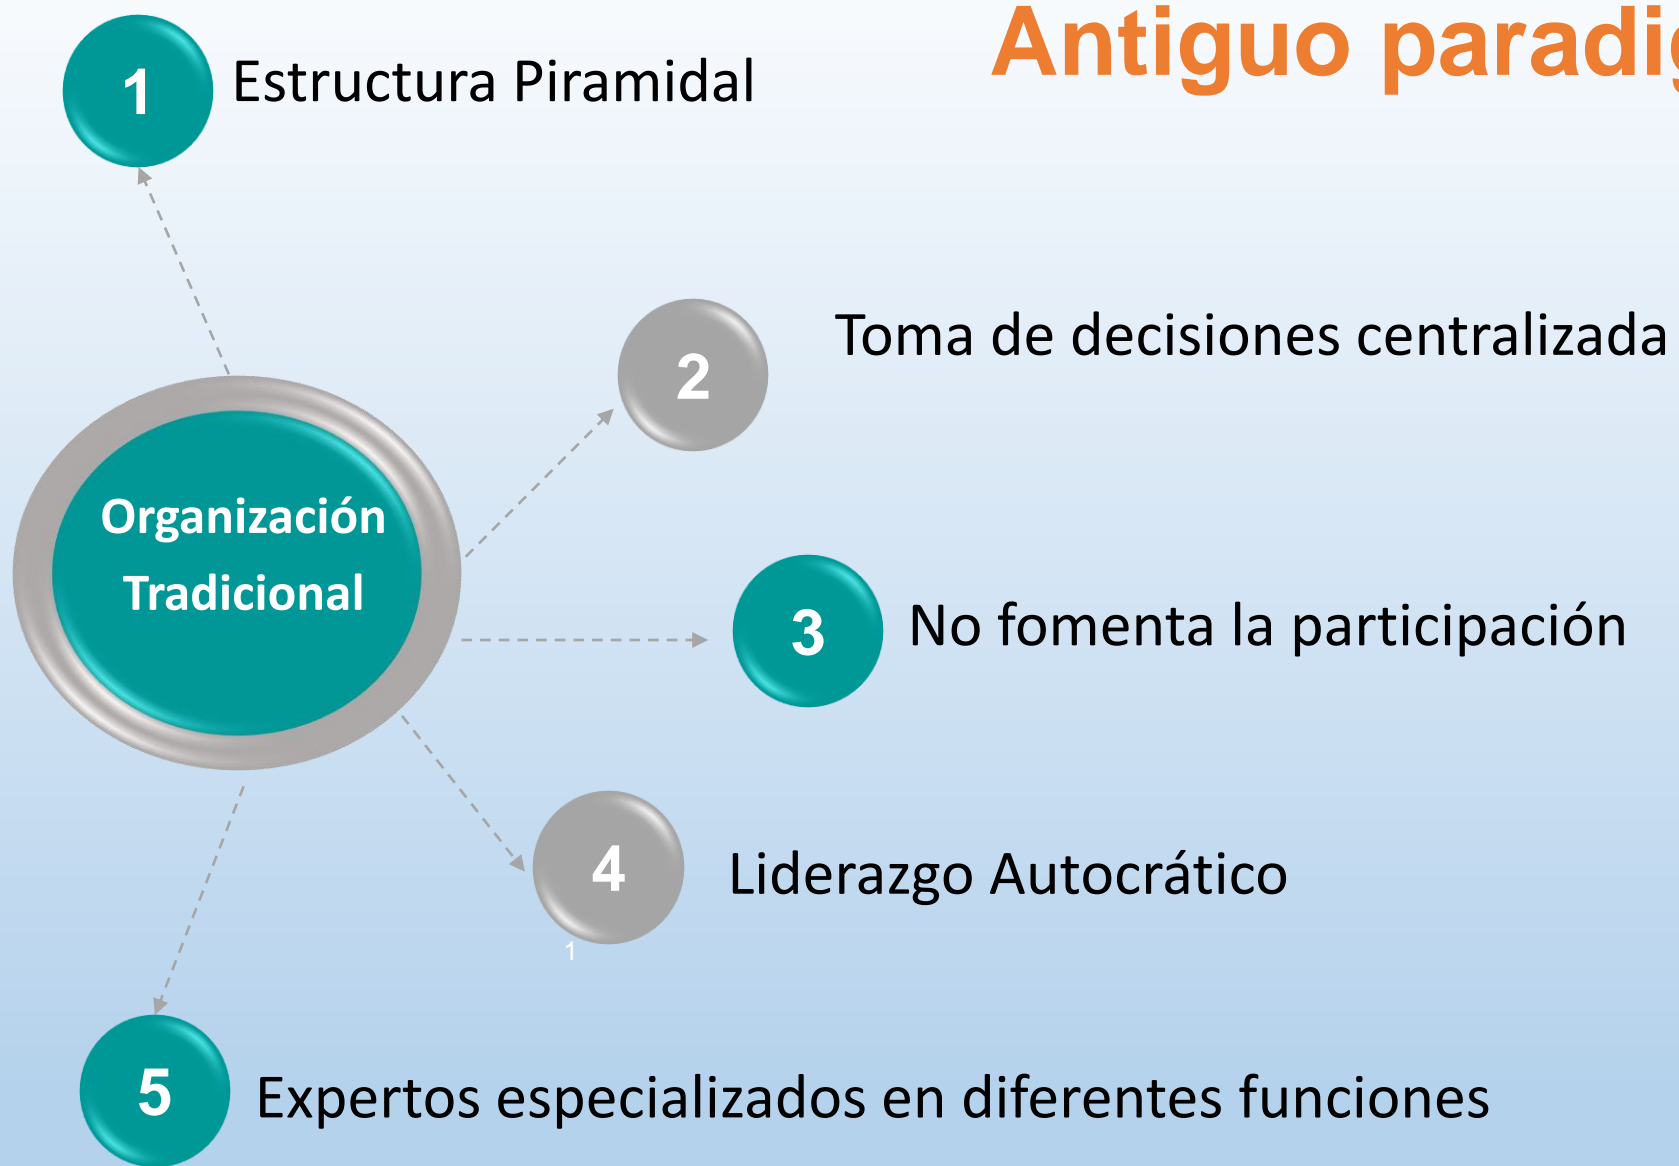 Antiguo paradig
1
Estructura Piramidal
2
Toma de decisiones centralizada
Organización
Tradicional
3
No fomenta la participación
4
Liderazgo Autocrático
1
5
Expertos especializados en diferentes funciones